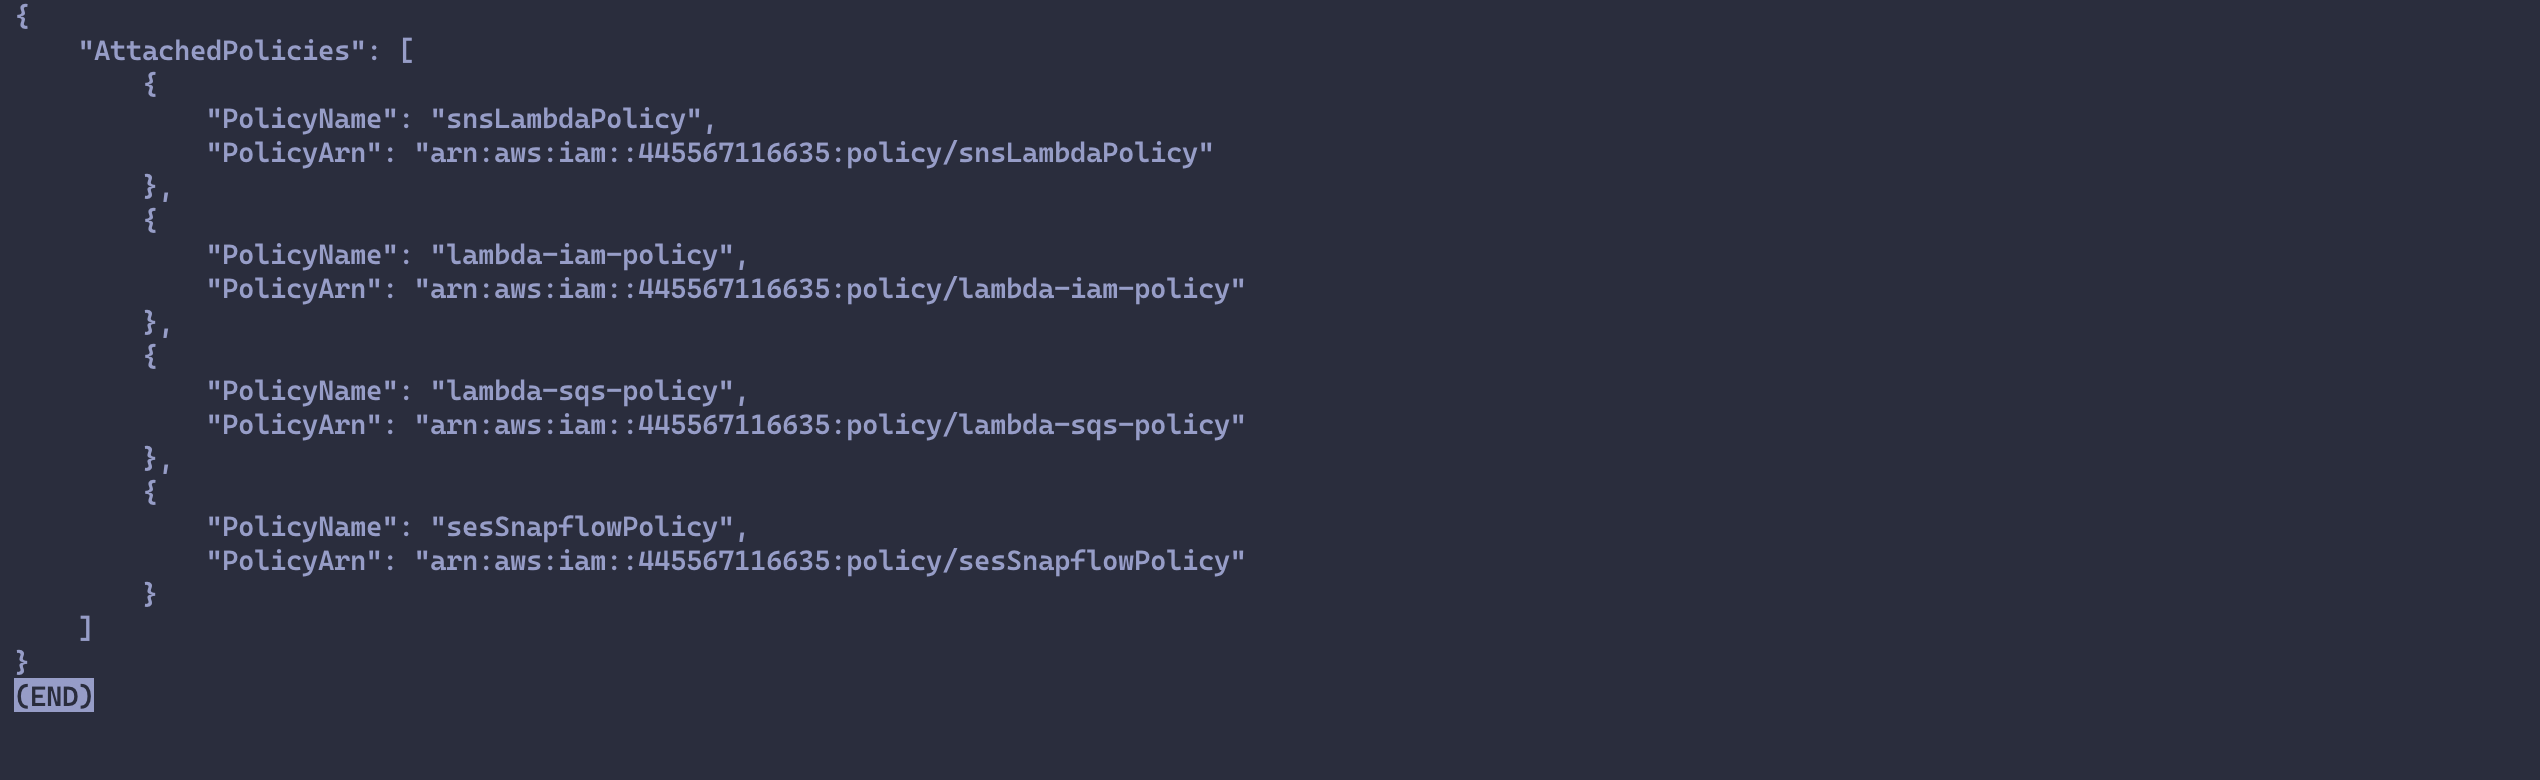 {
    "AttachedPolicies": [
        {
            "PolicyName": "snsLambdaPolicy",
            "PolicyArn": "arn:aws:iam::445567116635:policy/snsLambdaPolicy"
        },
        {
            "PolicyName": "lambda-iam-policy",
            "PolicyArn": "arn:aws:iam::445567116635:policy/lambda-iam-policy"
        },
        {
            "PolicyName": "lambda-sqs-policy",
            "PolicyArn": "arn:aws:iam::445567116635:policy/lambda-sqs-policy"
        },
        {
            "PolicyName": "sesSnapflowPolicy",
            "PolicyArn": "arn:aws:iam::445567116635:policy/sesSnapflowPolicy"
        }
    ]
}
(END)